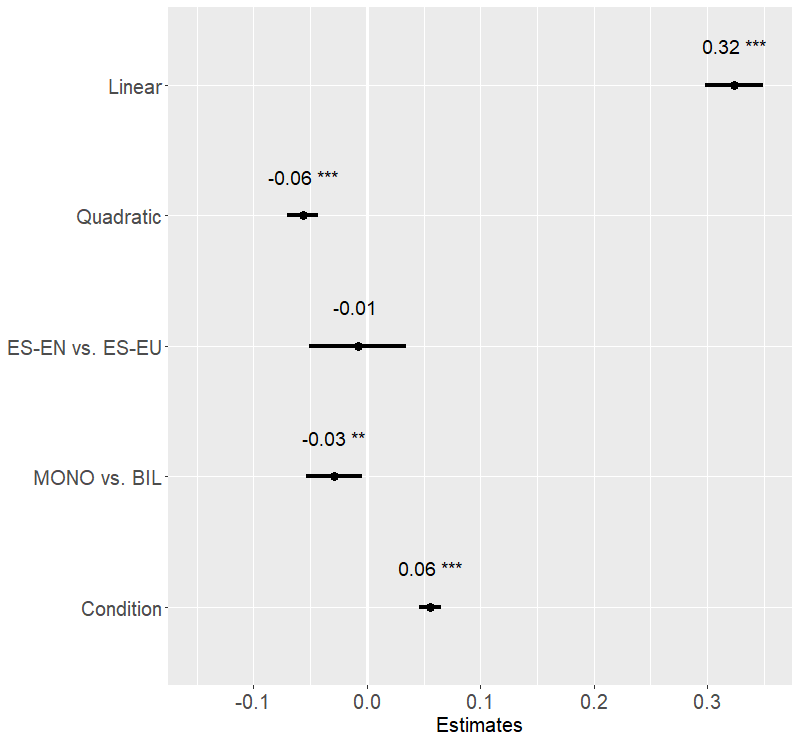 0.32 ***
Linear
-0.06 ***
Quadratic
-0.01
ES-EN vs. ES-EU
-0.03 **
MONO vs. BIL
0.06 ***
Condition
-0.1 0.0 0.1 0.2 0.3
Estimates